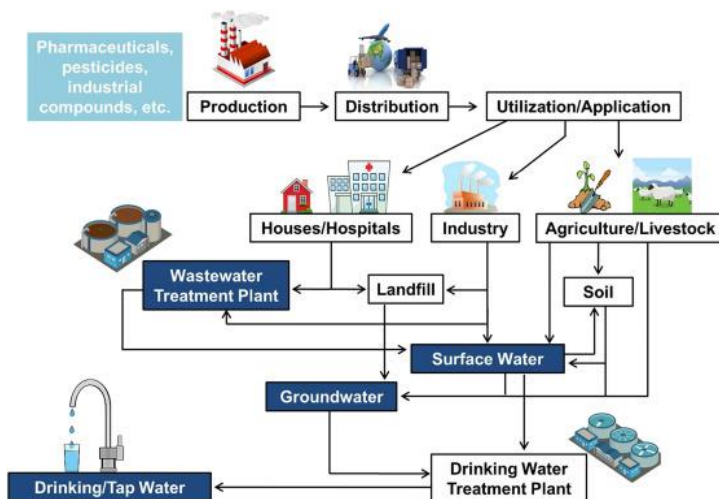 Pharmaceuticals,
pesticides,
industrial
compounds, etc.
Production
Distribution
Utilization/Application
Houses/Hospitals
Industry
Agriculture/Livestock
Wastewater
Treatment Plant
Landfill
Soil
Surface Water
Groundwater
Drinking/Tap Water
Drinking Water
Treatment Plant